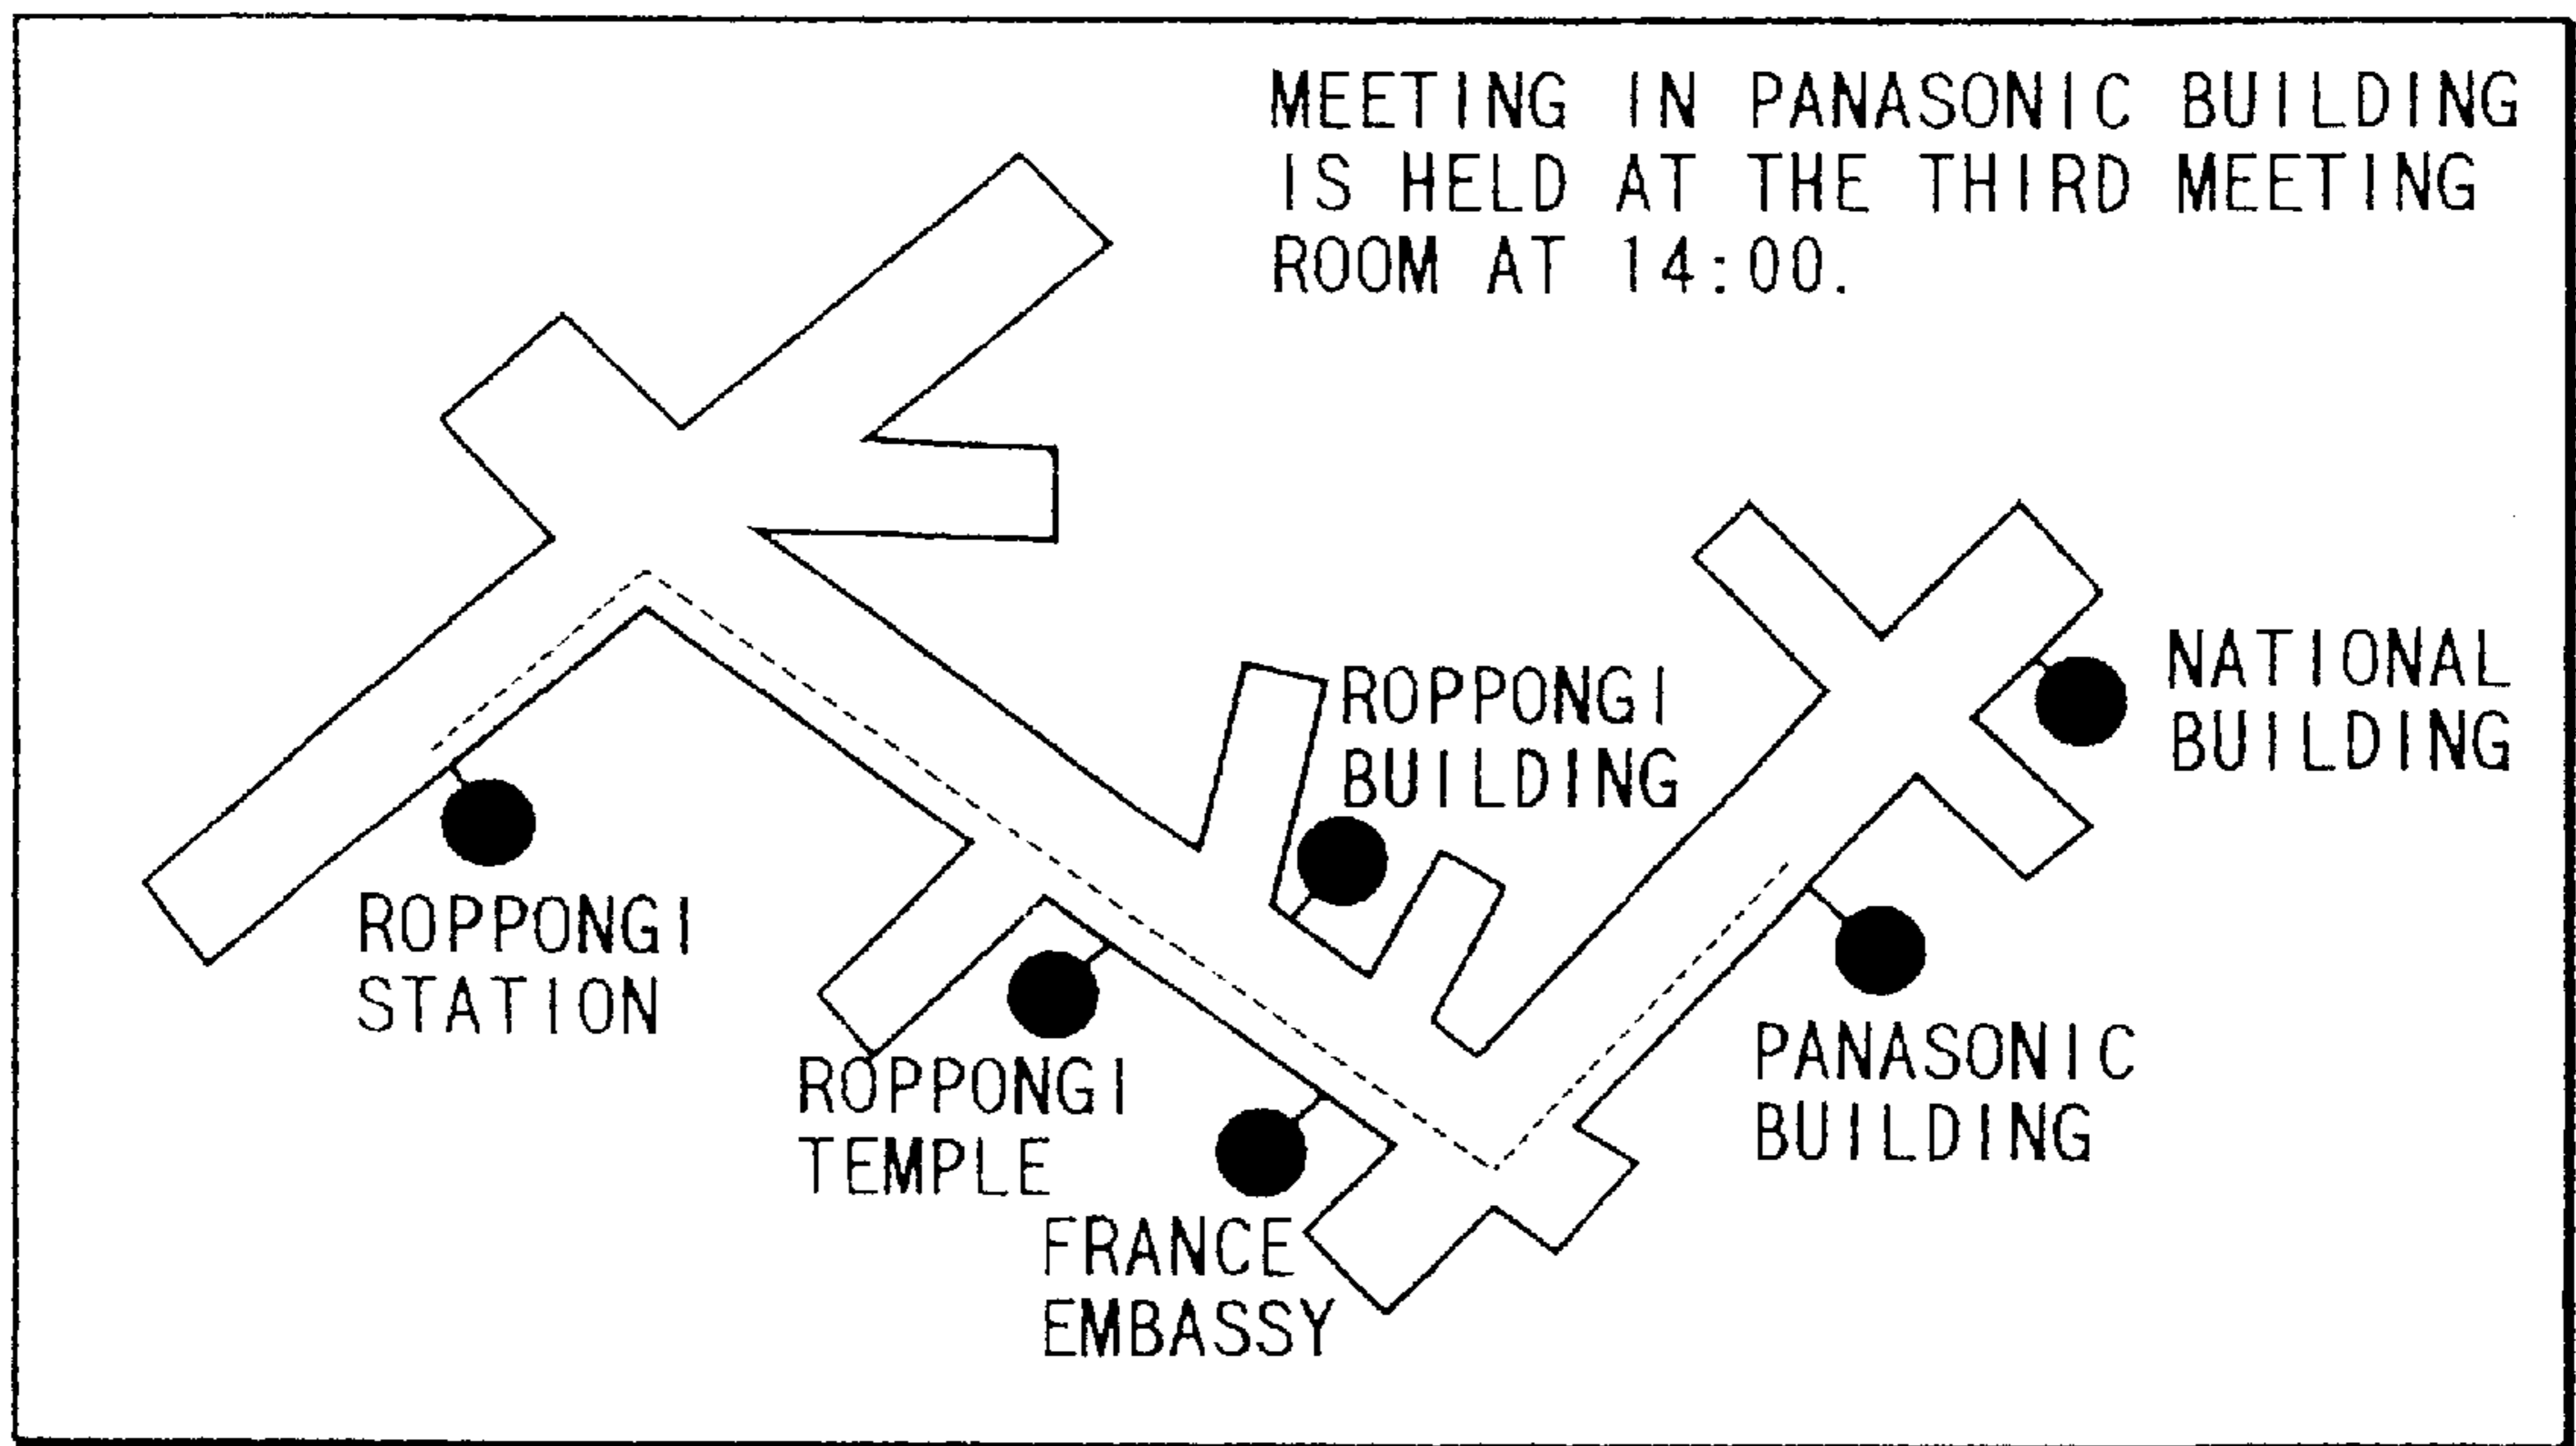 MEETING IN PANASONIC BUILDING
IS HELD AT THE THIRD MEETING
ROOM AT 14:00.
ROPPONGI
BUILDING
NATIONAL
BUILDING
ROPPONGI
STATION
ROPPONGI
TEMPLE
PANASONIC
BUILDING
FRANCE
EMBASSY